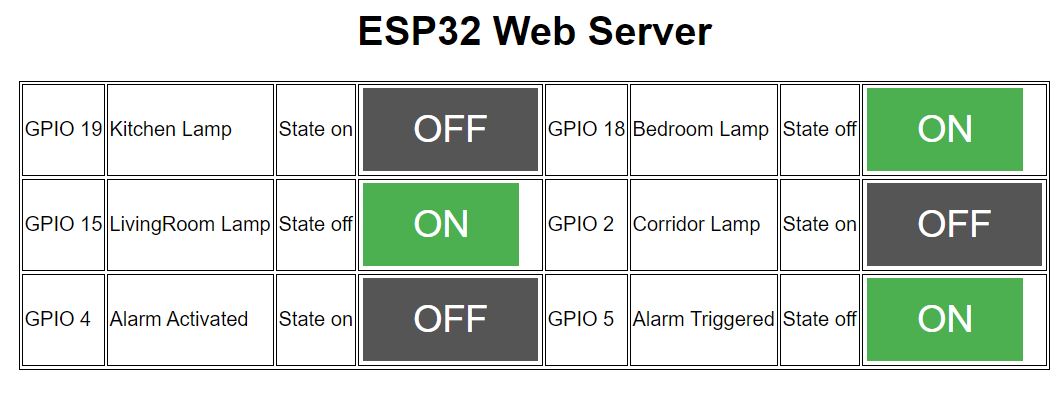 ESP32 Web Server
GPIO 19 Kitchen Lamp State on OFF GPIO 18 Bedroom Lamp State off ON
GPIO 15 LivingRoom Lamp State off ON GPIO 2 Corridor Lamp State on OFF
GPIO 4 Alarm Activated State on OFF GPIO 5 Alarm Triggered State off ON